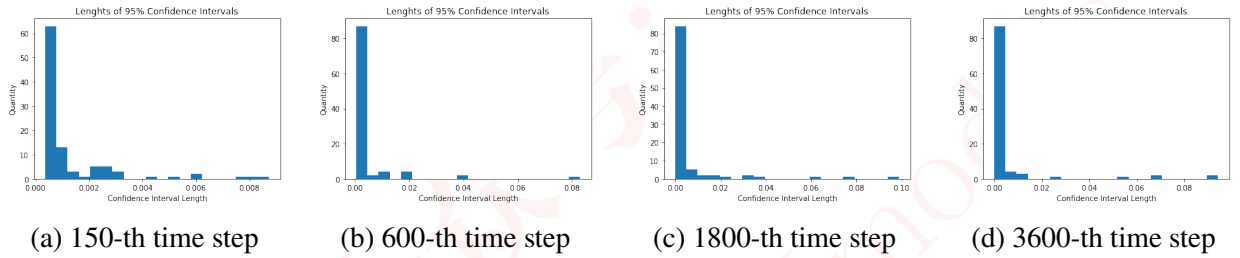 Lenghts of 95% Confidence Intervals
Quantity
60
50
40
30
20
10
0
0.000
0.002
0.004
0.006
0.008
Confidence Interval Length
(a) 150-th time step
Lenghts of 95% Confidence Intervals
Quantity
80
60
40
20
0
0.00
0.02
0.04
0.06
0.08
Confidence Interval Length
(b) 600-th time step
Lenghts of 95% Confidence Intervals
Quantity
80
70
60
50
40
30
20
10
0
0.00
0.02
0.04
0.06
0.08
0.10
Confidence Interval Length
(c) 1800-th time step
Lenghts of 95% Confidence Intervals
Quantity
80
60
40
20
0
0.00
0.02
0.04
0.06
0.08
Confidence Interval Length
(d) 3600-th time step